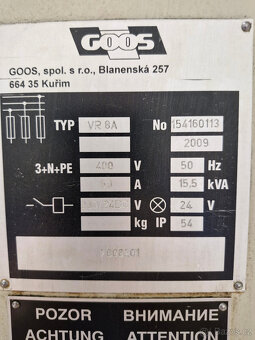 GOOS
GOOS, spol. s r.o., Blanenská 257
664 35 Kuřim
TYP VR 8A No 154160113
2009
3+N+PE 400 V 50 Hz
A 15,5 kVA
V 24 V
kg IP 54
POZOR ВНИМАНИЕ
ACHTUNG ATTENTION